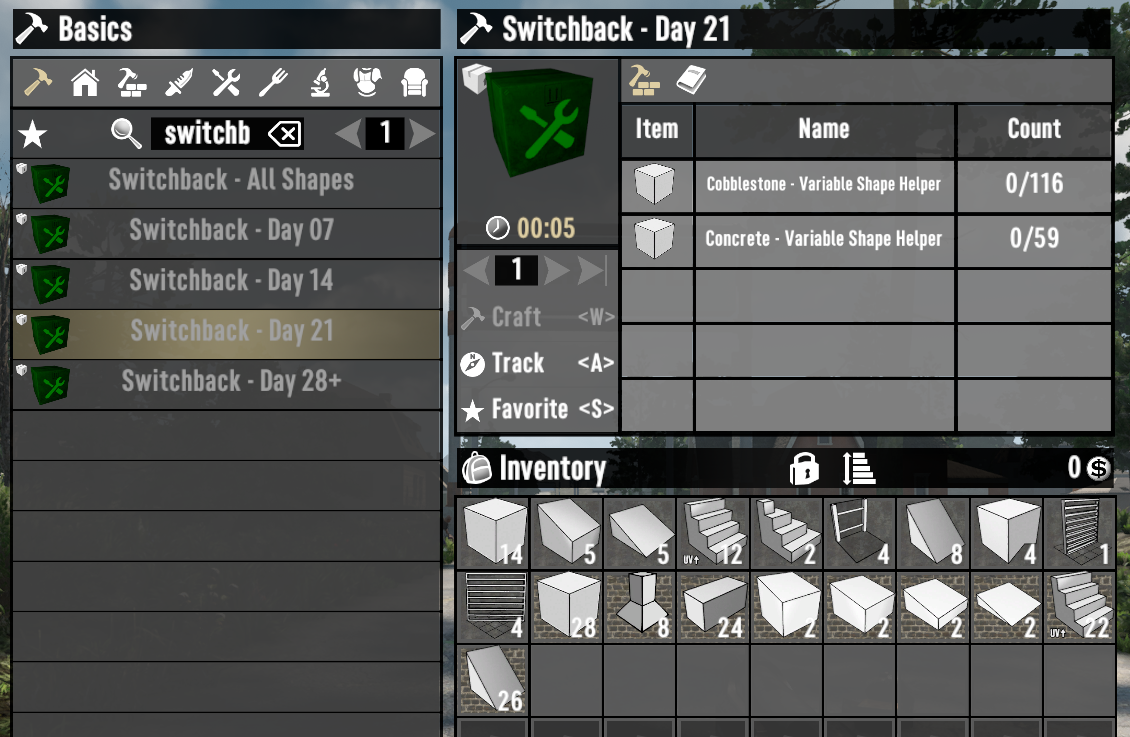 Basics
switchb
1
Switchback - All Shapes
Switchback - Day 07
Switchback - Day 14
Switchback - Day 21
Switchback - Day 28+
Switchback - Day 21
00:05
1
Craft <W>
Track <A>
Favorite <S>
Item Name Count
Cobblestone - Variable Shape Helper 0/116
Concrete - Variable Shape Helper 0/59
Inventory 0
14 5 5 UV↑ 12 2 4 8 4 1
4 28 8 24 2 2 2 2 UV↑ 22
26